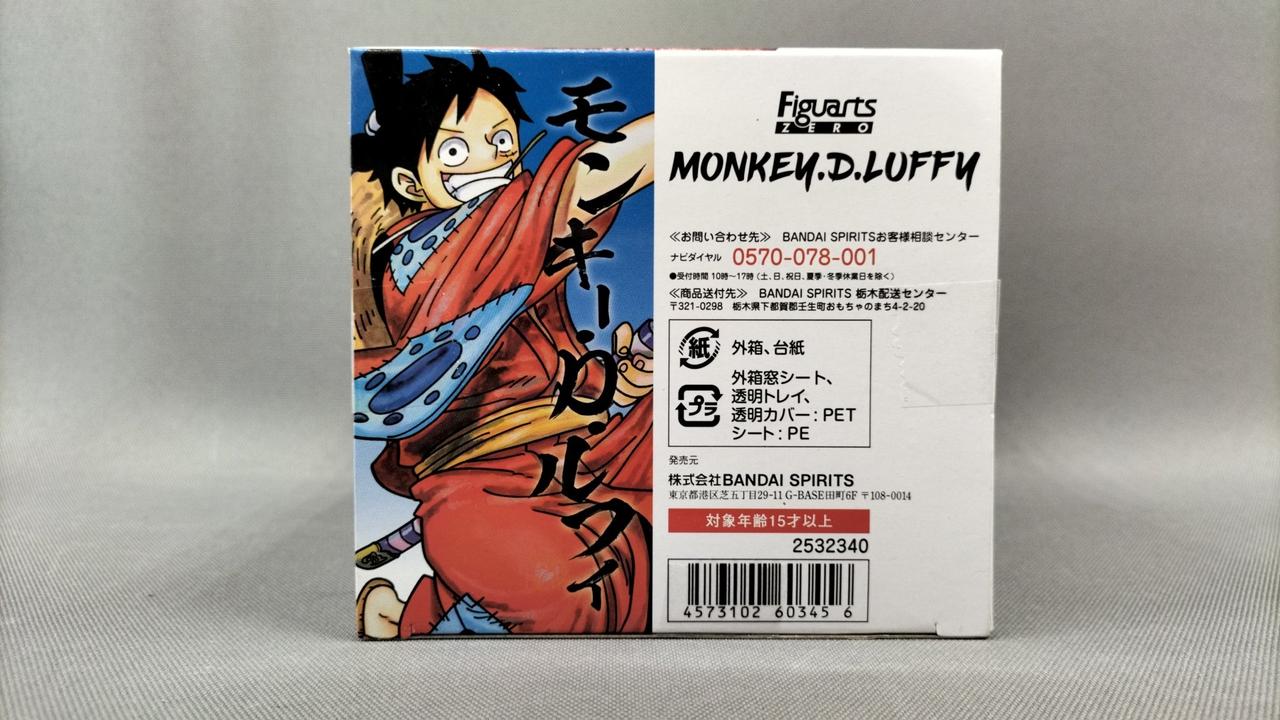 モンキー・D・ルフィ
Figuarts
ZERO
MONKEY.D.LUFFY
≪お問い合わせ先≫ BANDAI SPIRITSお客様相談センター
ナビダイヤル 0570-078-001
●受付時間 10時〜17時（土、日、祝日、夏季・冬季休業日を除く）
≪商品送付先≫ BANDAI SPIRITS 栃木配送センター
〒321-0298 栃木県下都賀郡壬生町おもちゃのまち4-2-20
紙 外箱、台紙
プラ 外箱窓シート、
透明トレイ、
透明カバー：PET
シート：PE
発売元
株式会社BANDAI SPIRITS
東京都港区芝五丁目29-11 G-BASE田町6F 〒108-0014
対象年齢15才以上
2532340
4573102 60345 6